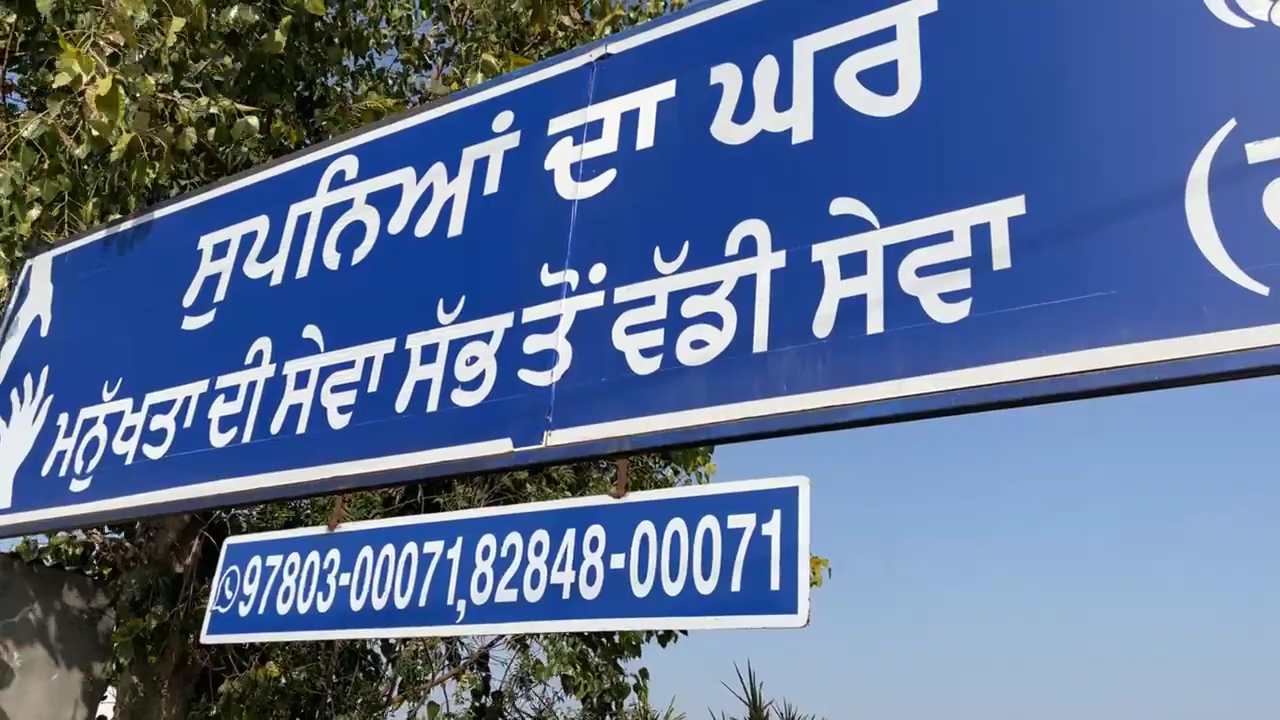 ਸੁਪਨਿਆਂ ਦਾ ਘਰ
ਮਨੁੱਖਤਾ ਦੀ ਸੇਵਾ ਸੱਭ ਤੋਂ ਵੱਡੀ ਸੇਵਾ
97803-00071,82848-00071